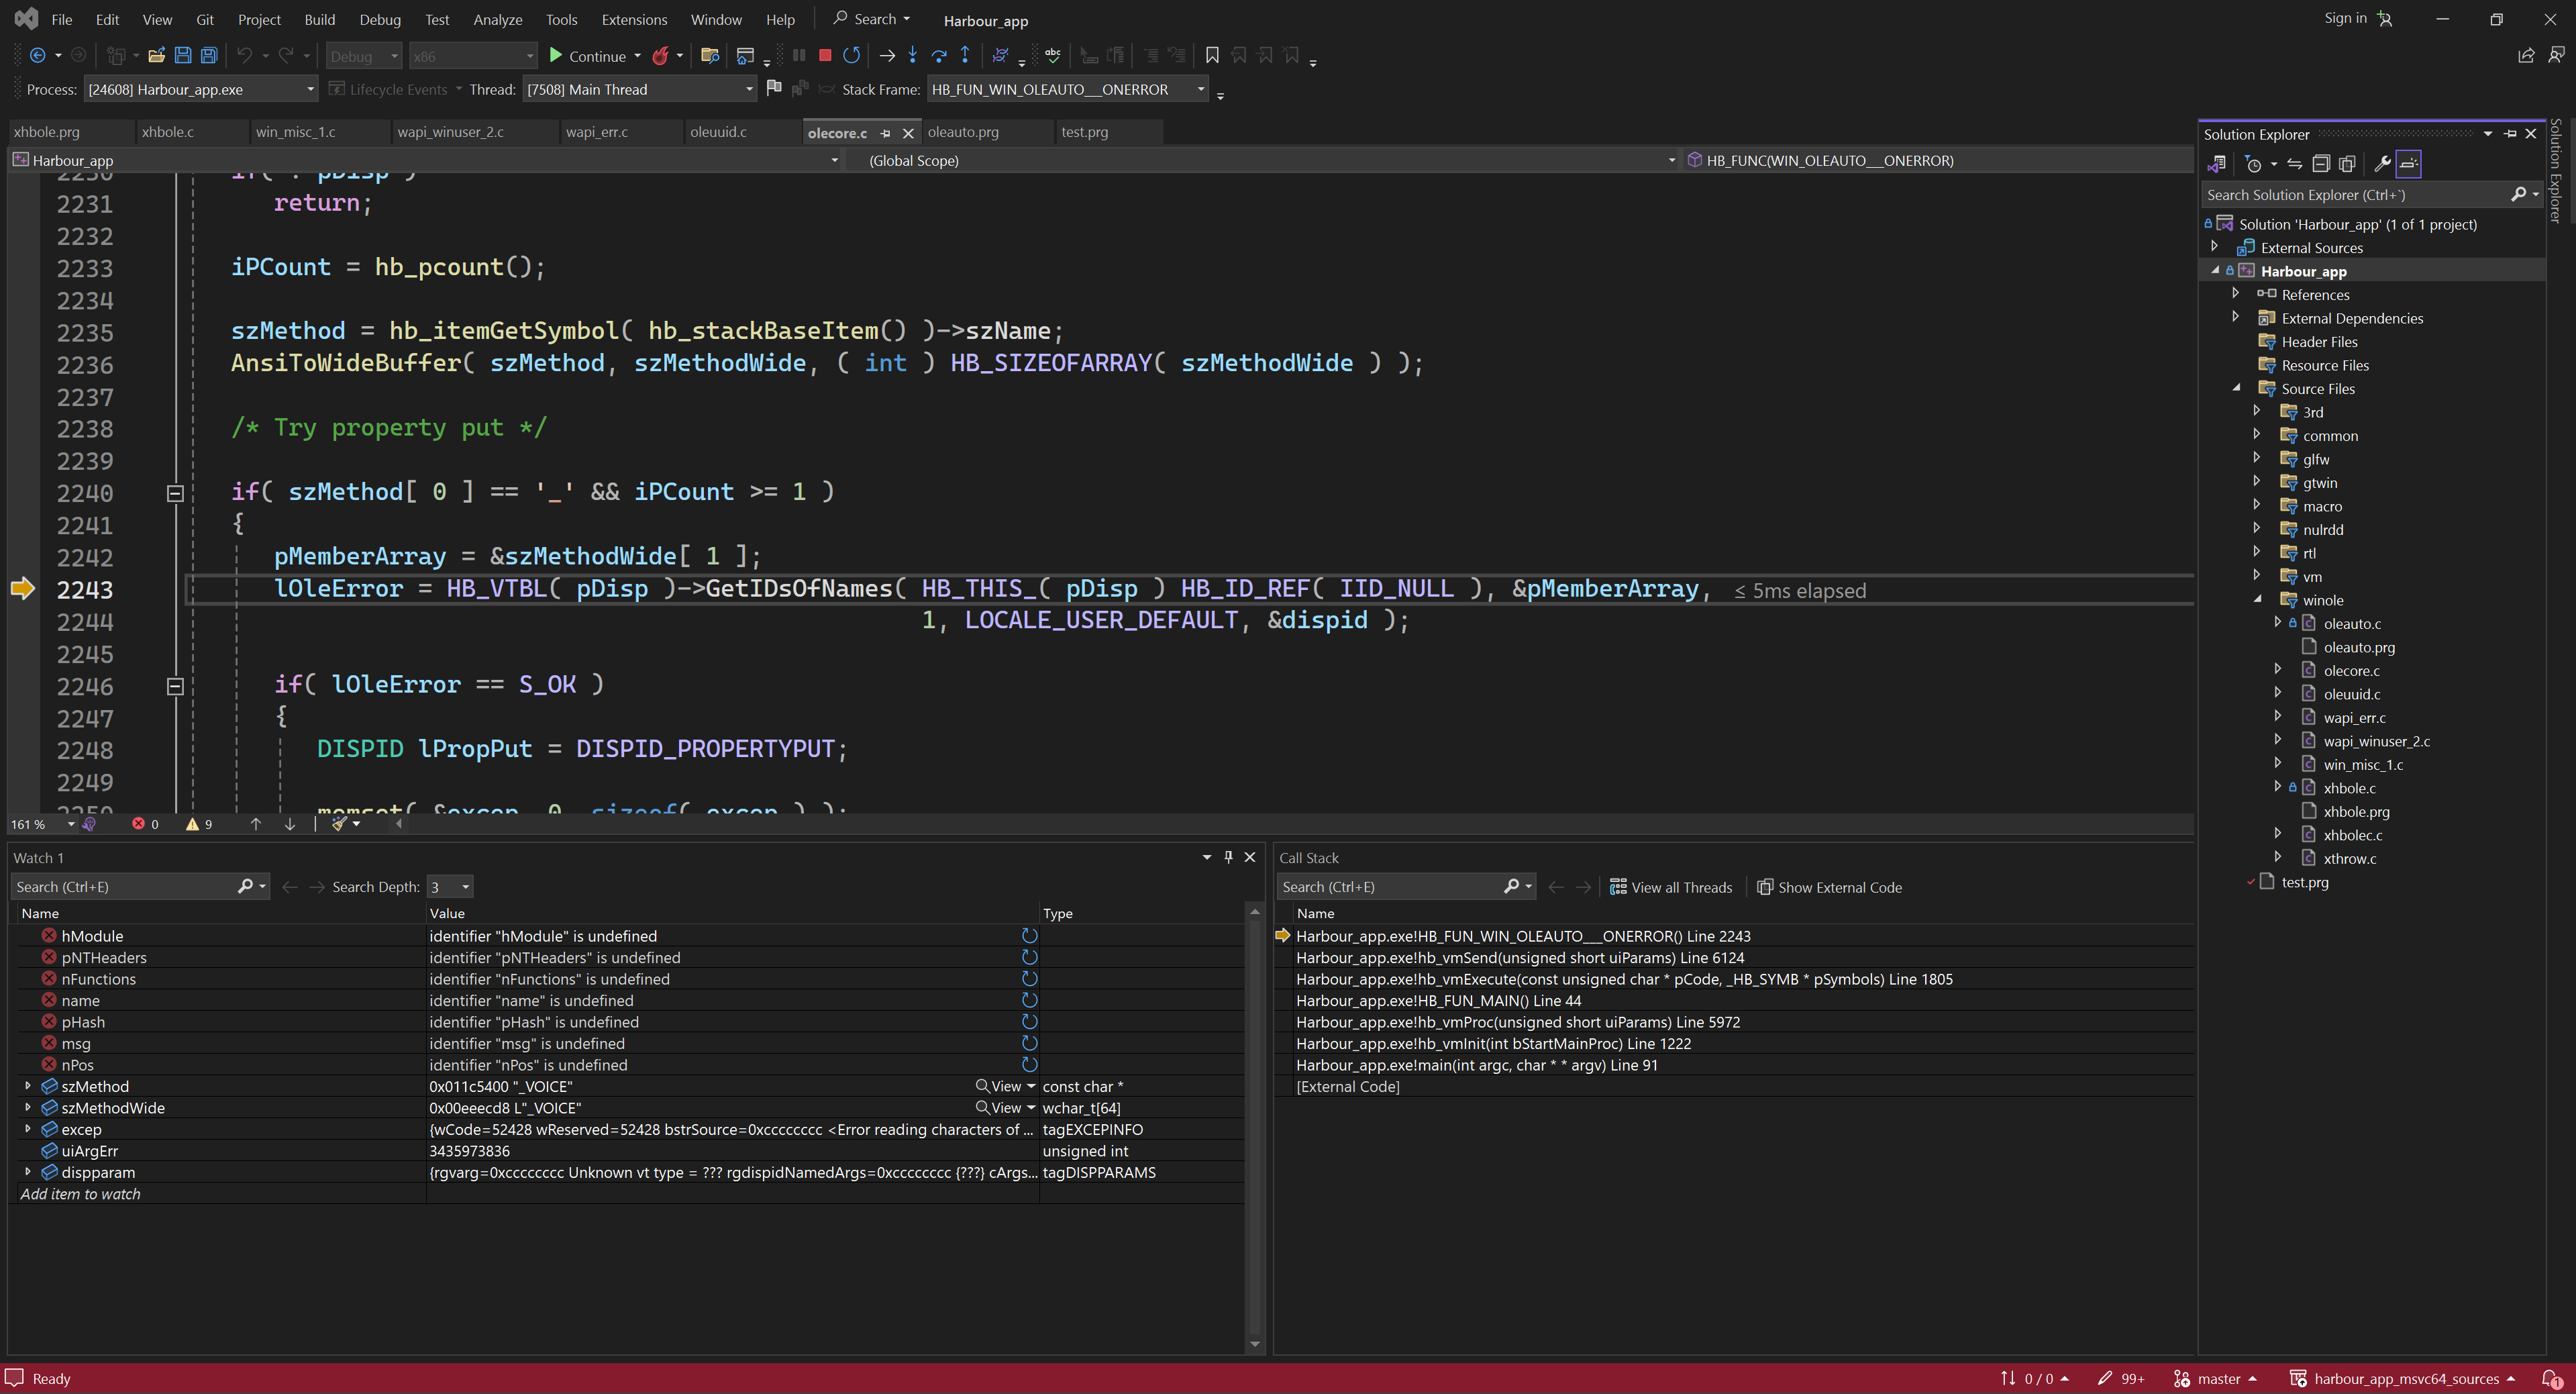 File Edit View Git Project Build Debug Test Analyze Tools Extensions Window Help Search Harbour_app Sign in
Debug x86 Continue
Process: [24608] Harbour_app.exe Lifecycle Events Thread: [7508] Main Thread Stack Frame: HB_FUN_WIN_OLEAUTO___ONERROR
xhbole.prg xhbole.c win_misc_1.c wapi_winuser_2.c wapi_err.c oleuuid.c olecore.c oleauto.prg test.prg
Harbour_app (Global Scope) HB_FUNC(WIN_OLEAUTO___ONERROR)
2230 if( ! pDisp )
2231 return;
2232
2233 iPCount = hb_pcount();
2234
2235 szMethod = hb_itemGetSymbol( hb_stackBaseItem() )->szName;
2236 AnsiToWideBuffer( szMethod, szMethodWide, ( int ) HB_SIZEOFARRAY( szMethodWide ) );
2237
2238 /* Try property put */
2239
2240 if( szMethod[ 0 ] == '_' && iPCount >= 1 )
2241 {
2242 pMemberArray = &szMethodWide[ 1 ];
2243 lOleError = HB_VTBL( pDisp )->GetIDsOfNames( HB_THIS_( pDisp ) HB_ID_REF( IID_NULL ), &pMemberArray, ≤ 5ms elapsed
2244 1, LOCALE_USER_DEFAULT, &dispid );
2245
2246 if( lOleError == S_OK )
2247 {
2248 DISPID lPropPut = DISPID_PROPERTYPUT;
2249
2250 memset( &excep, 0, sizeof( excep ) );
161 % 0 9
Watch 1
Search (Ctrl+E) Search Depth: 3
Name Value Type
hModule identifier "hModule" is undefined
pNTHeaders identifier "pNTHeaders" is undefined
nFunctions identifier "nFunctions" is undefined
name identifier "name" is undefined
pHash identifier "pHash" is undefined
msg identifier "msg" is undefined
nPos identifier "nPos" is undefined
szMethod 0x011c5400 "_VOICE" View const char *
szMethodWide 0x00eeecd8 L"_VOICE" View wchar_t[64]
excep {wCode=52428 wReserved=52428 bstrSource=0xcccccccc <Error reading characters of ... tagEXCEPINFO
uiArgErr 3435973836 unsigned int
dispparam {rgvarg=0xcccccccc Unknown vt type = ??? rgdispidNamedArgs=0xcccccccc {???} cArgs... tagDISPPARAMS
Add item to watch
Call Stack
Search (Ctrl+E) View all Threads Show External Code
Name
Harbour_app.exe!HB_FUN_WIN_OLEAUTO___ONERROR() Line 2243
Harbour_app.exe!hb_vmSend(unsigned short uiParams) Line 6124
Harbour_app.exe!hb_vmExecute(const unsigned char * pCode, _HB_SYMB * pSymbols) Line 1805
Harbour_app.exe!HB_FUN_MAIN() Line 44
Harbour_app.exe!hb_vmProc(unsigned short uiParams) Line 5972
Harbour_app.exe!hb_vmInit(int bStartMainProc) Line 1222
Harbour_app.exe!main(int argc, char * * argv) Line 91
[External Code]
Solution Explorer
Search Solution Explorer (Ctrl+`)
Solution 'Harbour_app' (1 of 1 project)
External Sources
Harbour_app
References
External Dependencies
Header Files
Resource Files
Source Files
3rd
common
glfw
gtwin
macro
nulrdd
rtl
vm
winole
oleauto.c
oleauto.prg
olecore.c
oleuuid.c
wapi_err.c
wapi_winuser_2.c
win_misc_1.c
xhbole.c
xhbole.prg
xhbolec.c
xthrow.c
test.prg
Solution Explorer
Ready 0 / 0 99+ master harbour_app_msvc64_sources 1